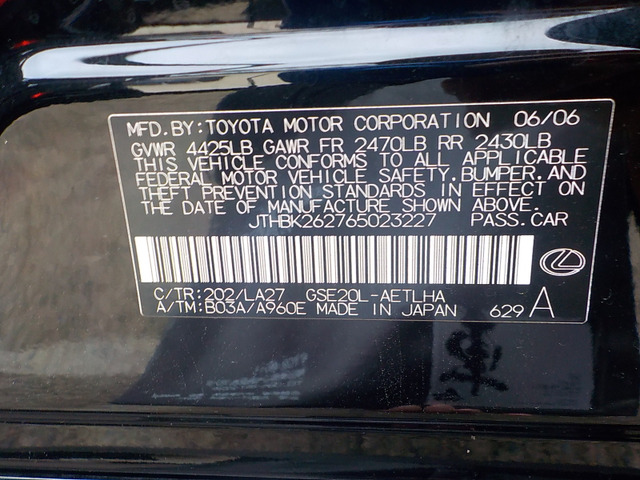 MFD.BY:TOYOTA MOTOR CORPORATION 06/06
GVWR 4425LB GAWR FR 2470LB RR 2430LB
THIS VEHICLE CONFORMS TO ALL APPLICABLE
FEDERAL MOTOR VEHICLE SAFETY.BUMPER.AND
THEFT PREVENTION STANDARDS IN EFFECT ON
THE DATE OF MANUFACTURE SHOWN ABOVE.
JTHBK262765023227 PASS.CAR
C/TR:202/LA27 GSE20L-AETLHA
A/TM:B03A/A960E MADE IN JAPAN 629 A